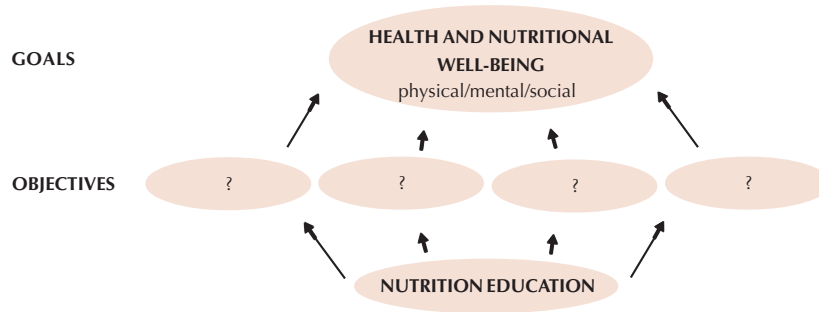 HEALTH AND NUTRITIONAL
GOALS
WELL-BEING
physical/mental/social
OBJECTIVES
?
?
?
?
NUTRITION EDUCATION